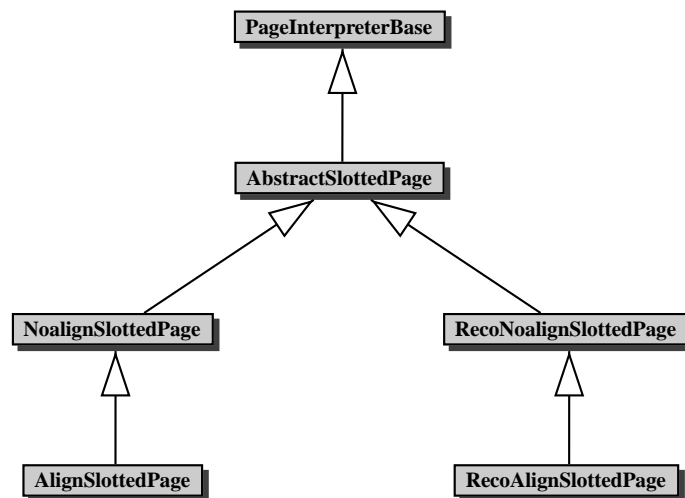 PageInterpreterBase
AbstractSlottedPage
NoalignSlottedPage
RecoNoalignSlottedPage
AlignSlottedPage
RecoAlignSlottedPage